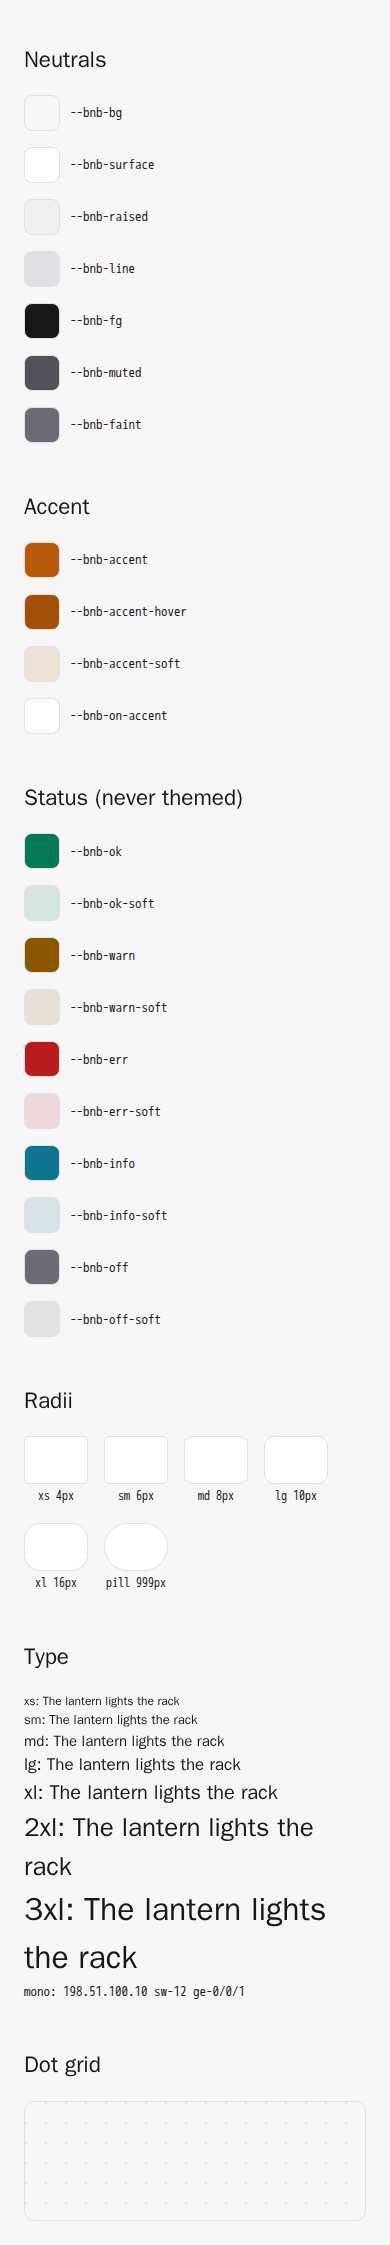 Neutrals
--bnb-bg
--bnb-surface
--bnb-raised
--bnb-line
--bnb-fg
--bnb-muted
--bnb-faint
Accent
--bnb-accent
--bnb-accent-hover
--bnb-accent-soft
--bnb-on-accent
Status (never themed)
--bnb-ok
--bnb-ok-soft
--bnb-warn
--bnb-warn-soft
--bnb-err
--bnb-err-soft
--bnb-info
--bnb-info-soft
--bnb-off
--bnb-off-soft
Radii
xs 4px sm 6px md 8px lg 10px
xl 16px pill 999px
Type
xs: The lantern lights the rack
sm: The lantern lights the rack
md: The lantern lights the rack
lg: The lantern lights the rack
xl: The lantern lights the rack
2xl: The lantern lights the
rack
3xl: The lantern lights
the rack
mono: 198.51.100.10 sw-12 ge-0/0/1
Dot grid